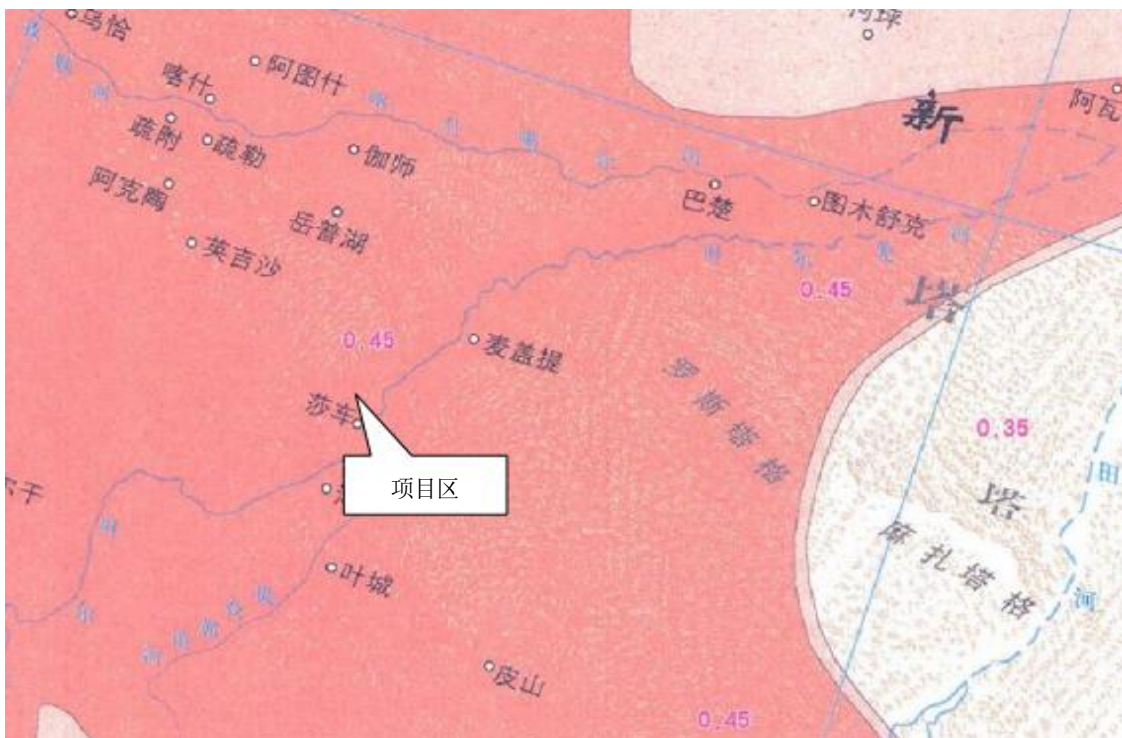 乌恰
阿图什
喀什
疏附
疏勒
伽师
阿克陶
岳普湖
英吉沙
巴楚
图木舒克
新
阿瓦
塔
0.45
0.45
麦盖提
罗斯塔格
莎车
项目区
0.35
塔
麻扎塔格
田
河
叶城
皮山
0.45